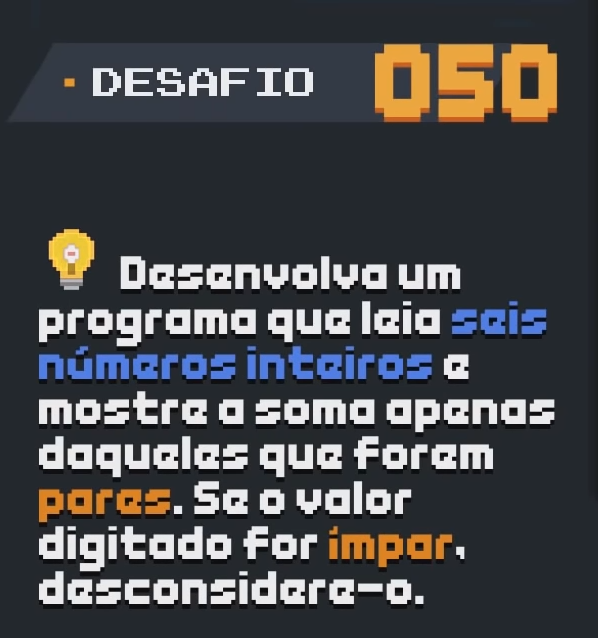 DESAFIO 050
Desenvolva um
programa que leia seis
números inteiros e
mostre a soma apenas
daqueles que forem
pares. Se o valor
digitado for ímpar,
desconsidere-o.